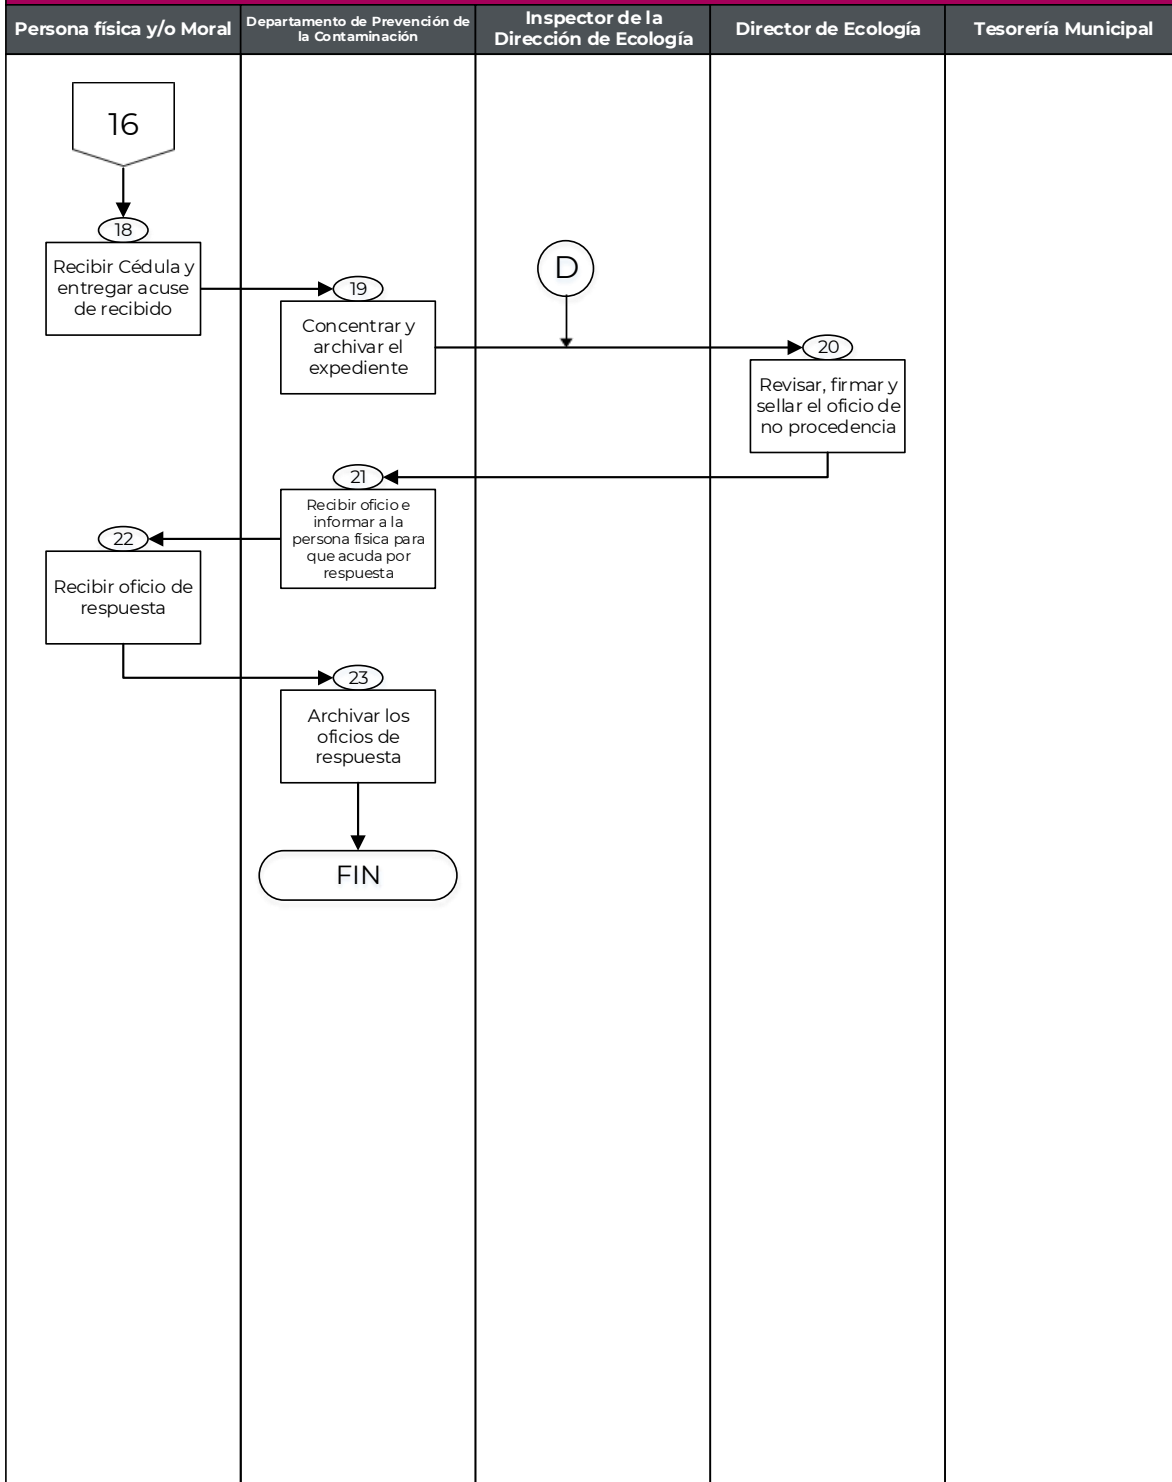 Persona física y/o Moral
Departamento de Prevención de
la Contaminación
Inspector de la
Dirección de Ecología
Director de Ecología
Tesorería Municipal
16
18
Recibir Cédula y
entregar acuse
de recibido
19
Concentrar y
archivar el
expediente
D
20
Revisar, firmar y
sellar el oficio de
no procedencia
21
Recibir oficio e
informar a la
persona física para
que acuda por
respuesta
22
Recibir oficio de
respuesta
23
Archivar los
oficios de
respuesta
FIN